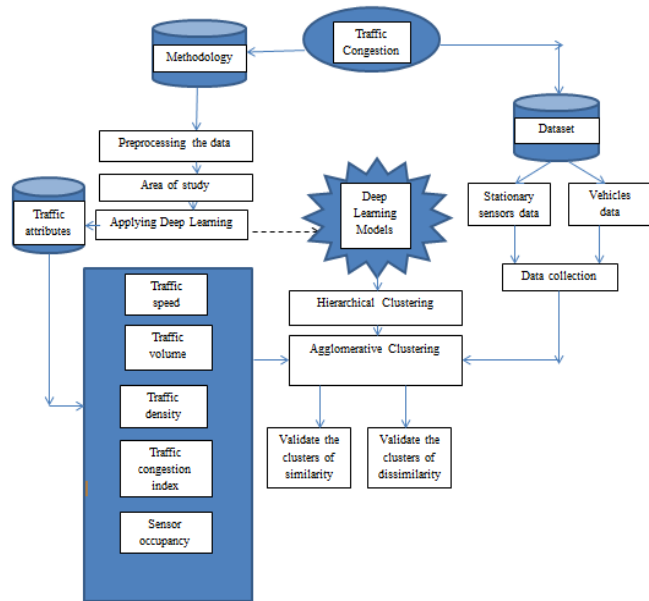 Traffic
Congestion
Methodology
Dataset
Preprocessing the data
Area of study
Applying Deep Learning
Traffic
attributes
Deep
Learning
Models
Stationary
sensors data
Vehicles
data
Data collection
Hierarchical Clustering
Agglomerative Clustering
Traffic
speed
Traffic
volume
Traffic
density
Traffic
congestion
index
Sensor
occupancy
Validate the
clusters of
similarity
Validate the
clusters of
dissimilarity